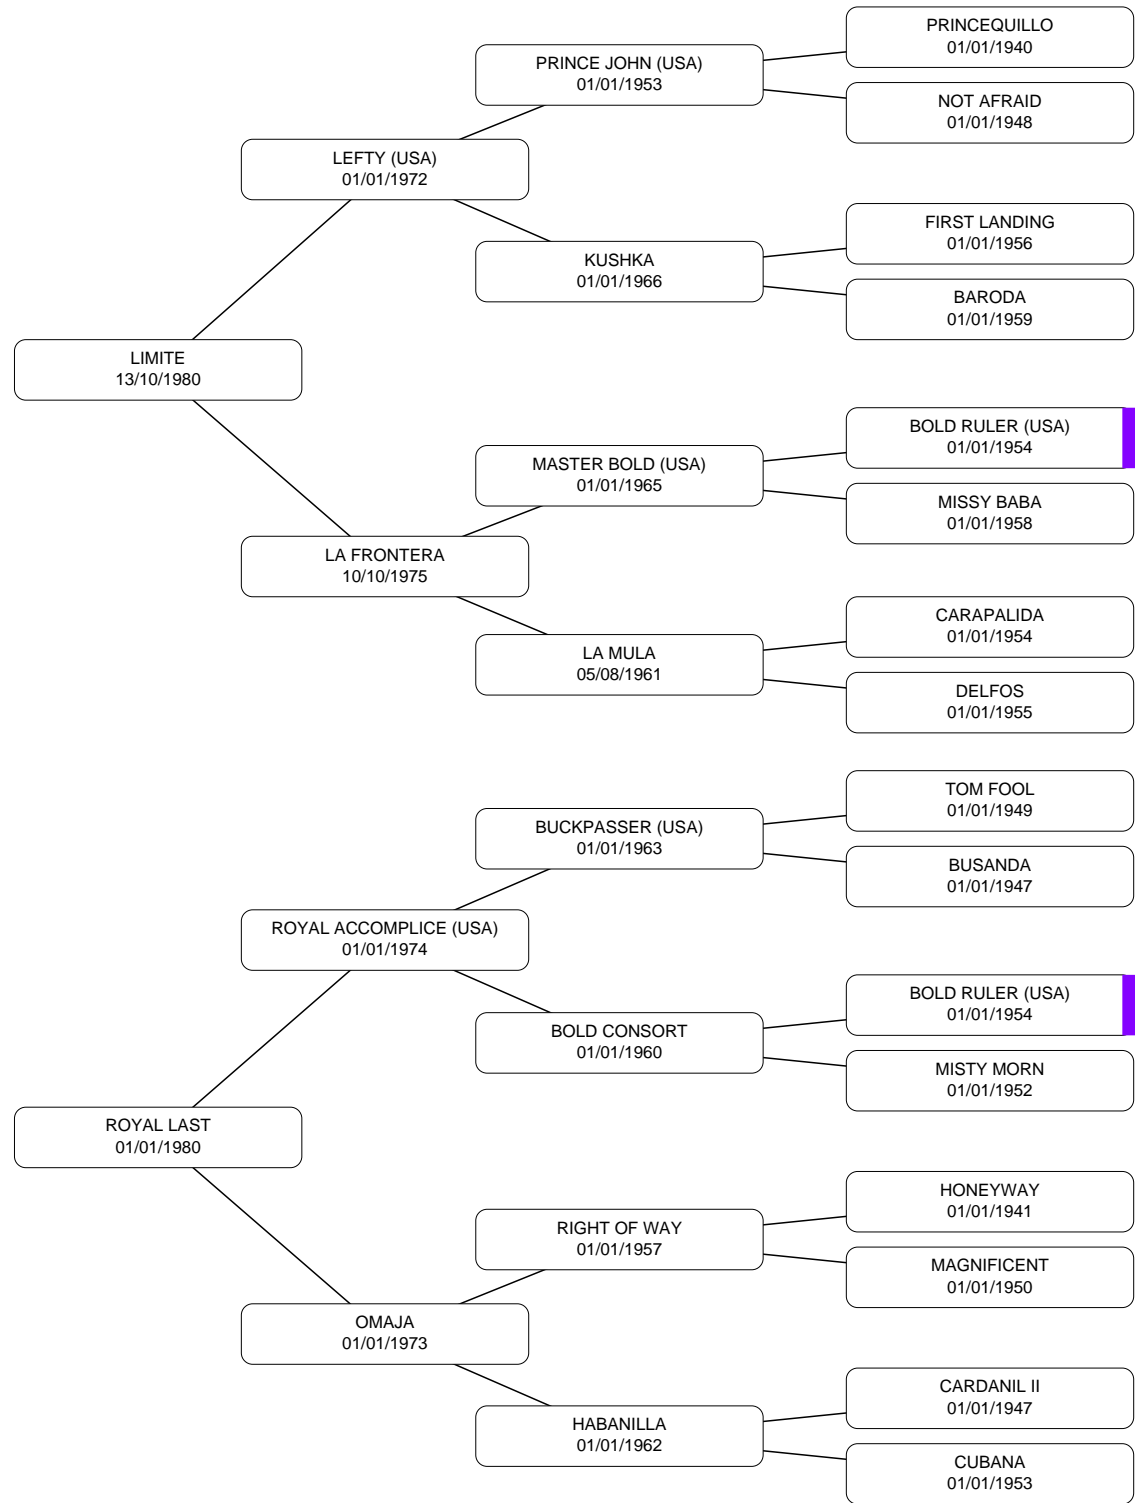 PRINCEQUILLO
01/01/1940
PRINCE JOHN (USA)
01/01/1953
NOT AFRAID
01/01/1948
LEFTY (USA)
01/01/1972
FIRST LANDING
01/01/1956
KUSHKA
01/01/1966
BARODA
01/01/1959
LIMITE
13/10/1980
BOLD RULER (USA)
01/01/1954
MASTER BOLD (USA)
01/01/1965
MISSY BABA
01/01/1958
LA FRONTERA
10/10/1975
CARAPALIDA
01/01/1954
LA MULA
05/08/1961
DELFOS
01/01/1955
TOM FOOL
01/01/1949
BUCKPASSER (USA)
01/01/1963
BUSANDA
01/01/1947
ROYAL ACCOMPLICE (USA)
01/01/1974
BOLD RULER (USA)
01/01/1954
BOLD CONSORT
01/01/1960
MISTY MORN
01/01/1952
ROYAL LAST
01/01/1980
HONEYWAY
01/01/1941
RIGHT OF WAY
01/01/1957
MAGNIFICENT
01/01/1950
OMAJA
01/01/1973
CARDANIL II
01/01/1947
HABANILLA
01/01/1962
CUBANA
01/01/1953